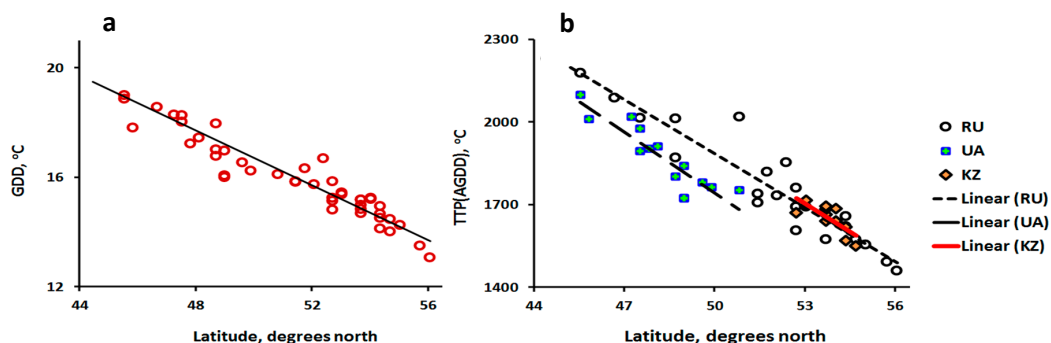 a
GDD, °C
20
16
12
44
48
52
56
Latitude, degrees north
b
TTP(AGDD), °C
2300
2000
1700
1400
44
47
50
53
56
Latitude, degrees north
RU
UA
KZ
Linear (RU)
Linear (UA)
Linear (KZ)